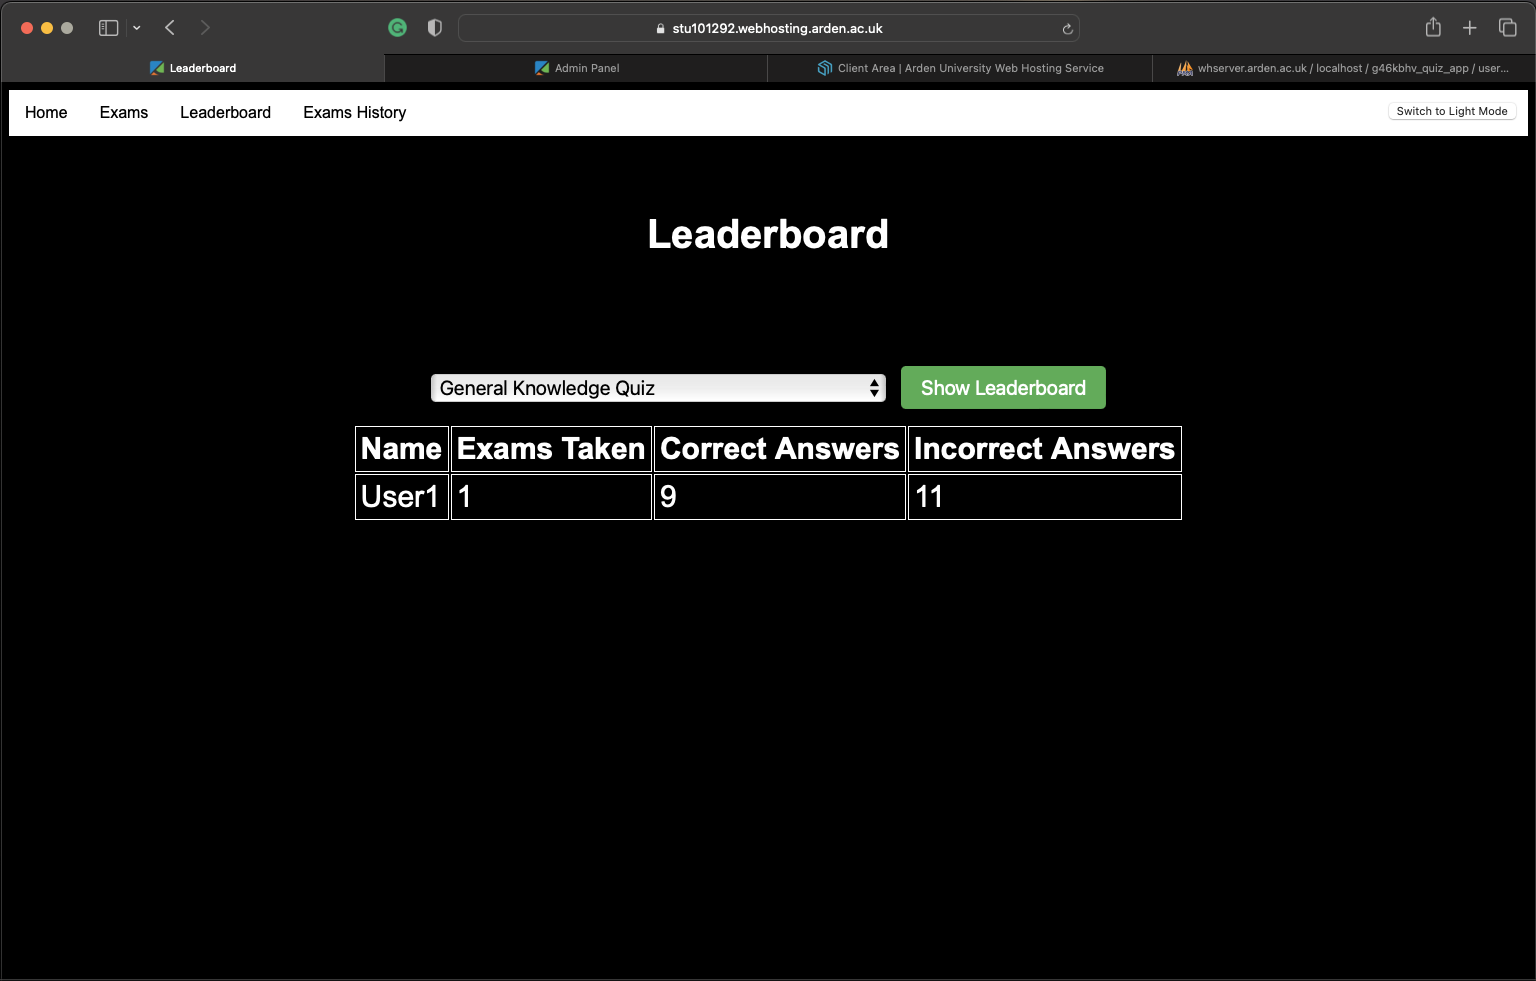 stu101292.webhosting.arden.ac.uk
Leaderboard
Admin Panel
Client Area | Arden University Web Hosting Service
whserver.arden.ac.uk / localhost / g46kbhv_quiz_app / user...
Home Exams Leaderboard Exams History Switch to Light Mode
Leaderboard
General Knowledge Quiz Show Leaderboard
Name Exams Taken Correct Answers Incorrect Answers
User1 1 9 11